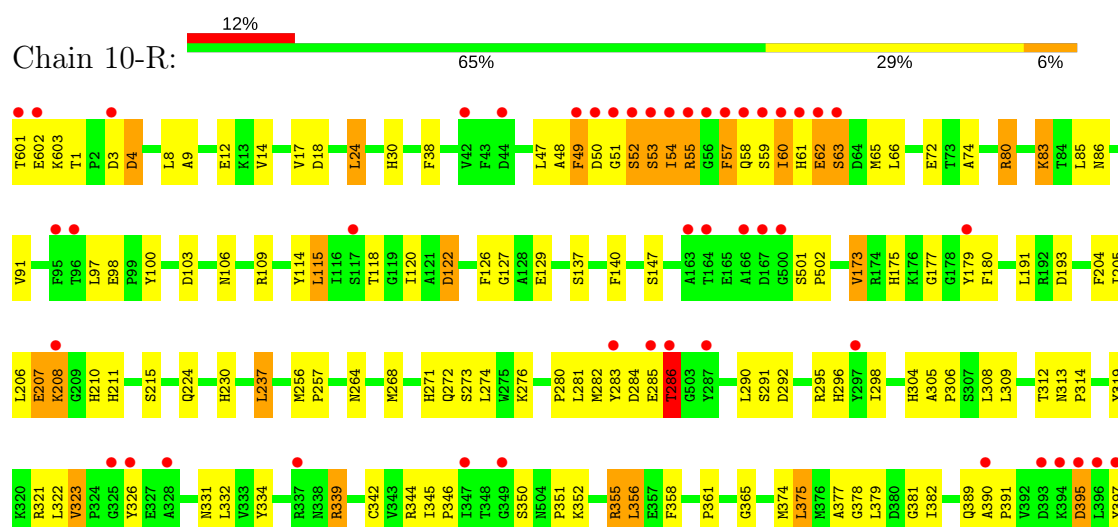 12%
Chain 10-R:
65% 29% 6%
T601 E602 K603 T1 P2 D3 D4 L8 A9 E12 K13 V14 V17 D18 L24 H30 F38 V42 F43 D44 L47 A48 F49 D50 G51 S52 S53 I54 R55 G56 F57 Q58 S59 I60 H61 E62 S63 D64 M65 L66 E72 T73 A74 R80 K83 T84 L85 N86
V91 F95 T96 L97 E98 P99 Y100 D103 N106 R109 Y114 L115 I116 S117 T118 G119 I120 A121 D122 F126 G127 A128 E129 S137 F140 S147 A163 T164 E165 A166 D167 G500 S501 P502 V173 R174 H175 K176 G177 G178 Y179 F180 L191 R192 D193 F204
L206 E207 K208 G209 H210 H211 S215 Q224 H230 L237 M256 P257 N264 M268 H271 Q272 S273 L274 W275 K276 P280 L281 M282 Y283 D284 E285 T286 G503 Y287 L290 S291 D292 R295 H296 Y297 I298 H304 A305 P306 S307 L308 L309 T312 N313 P314
K320 R321 L322 V323 P324 G325 Y326 E327 A328 N331 L332 V333 Y334 R337 N338 R339 G342 V343 R344 I345 P346 I347 T348 G349 S350 N504 P351 K352 R355 L356 E357 F358 P361 G365 M374 L375 M376 A377 G378 L379 D380 G381 I382 Q389 A390 P391 V392 D393 K394 D395 L396